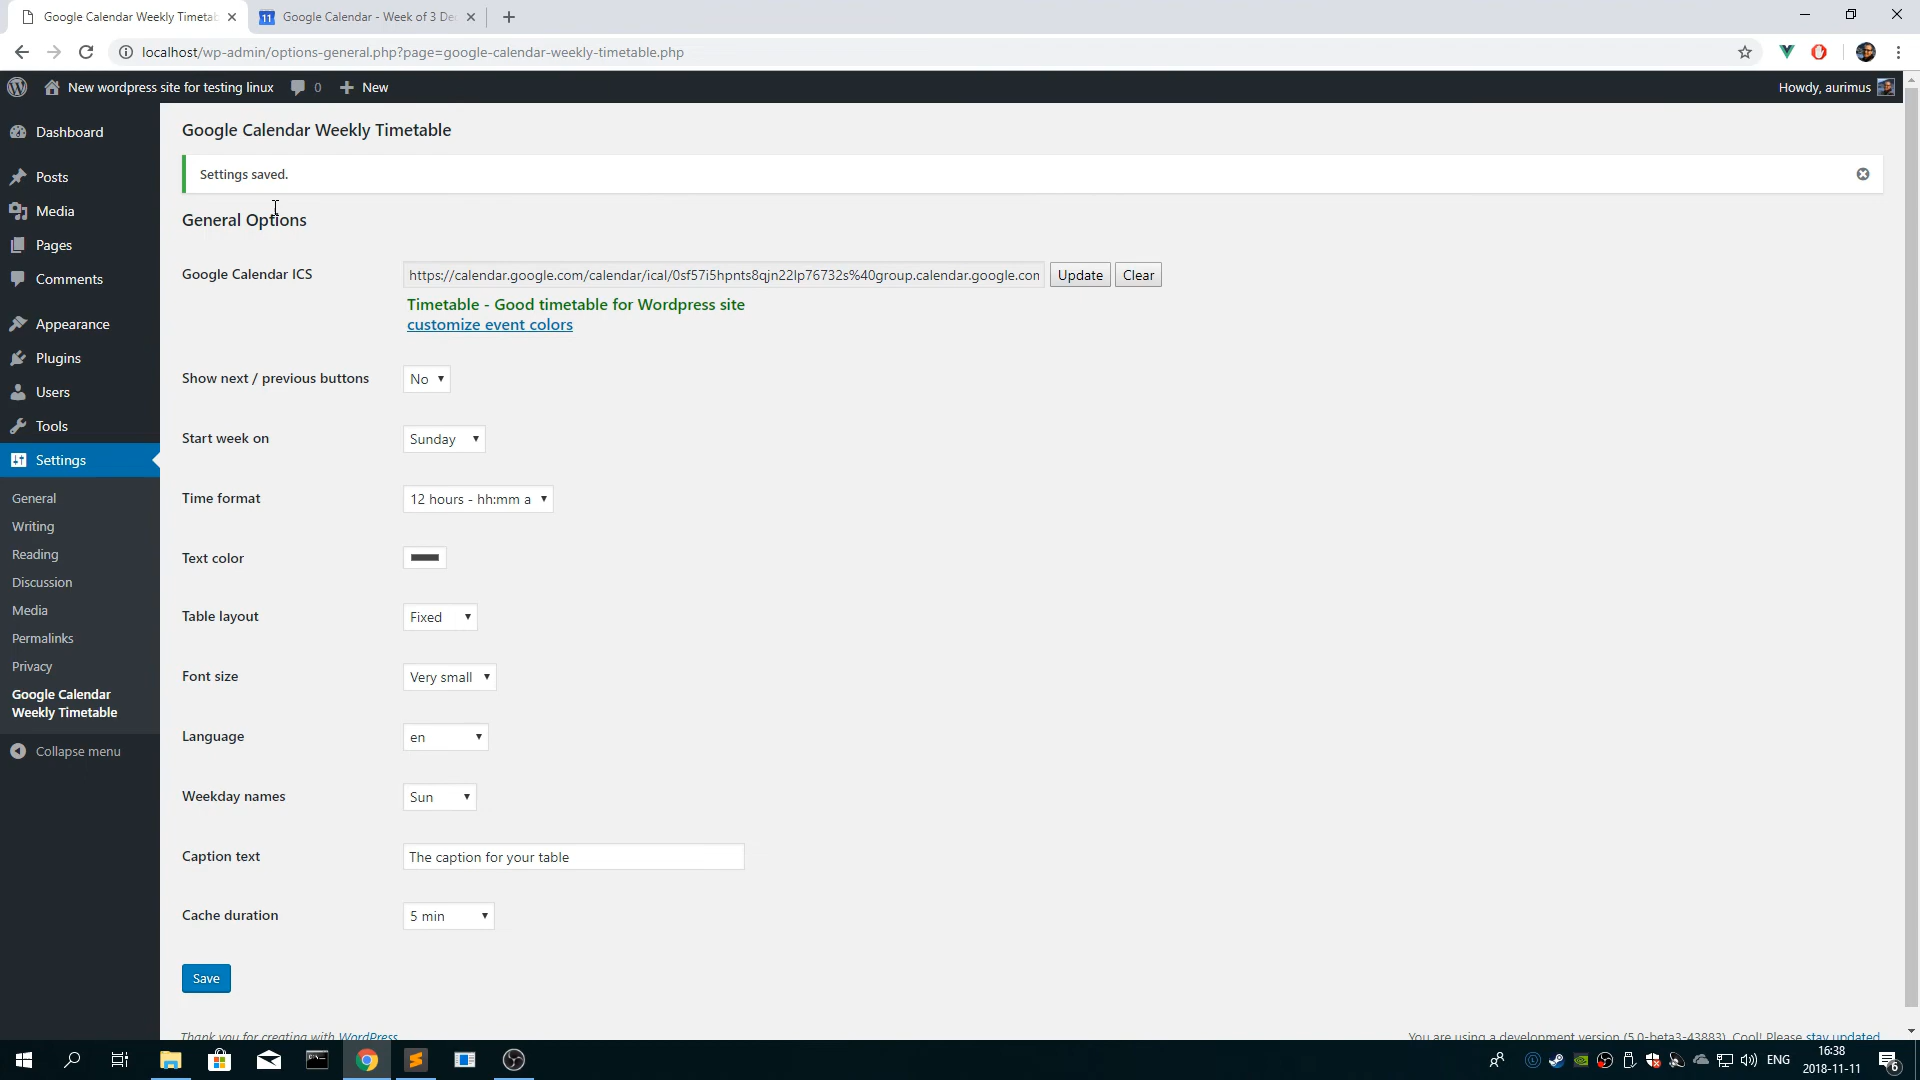 Google Calendar Weekly Timetab
Google Calendar - Week of 3 De
localhost/wp-admin/options-general.php?page=google-calendar-weekly-timetable.php
New wordpress site for testing linux
0
New
Howdy, aurimus
Dashboard
Posts
Media
Pages
Comments
Appearance
Plugins
Users
Tools
Settings
General
Writing
Reading
Discussion
Media
Permalinks
Privacy
Google Calendar
Weekly Timetable
Collapse menu
Google Calendar Weekly Timetable
Settings saved.
General Options
Google Calendar ICS
https://calendar.google.com/calendar/ical/0sf57i5hpnts8qjn22lp76732s%40group.calendar.google.con
Update
Clear
Timetable - Good timetable for Wordpress site
customize event colors
Show next / previous buttons
No
Start week on
Sunday
Time format
12 hours - hh:mm a
Text color
Table layout
Fixed
Font size
Very small
Language
en
Weekday names
Sun
Caption text
The caption for your table
Cache duration
5 min
Save
Thank you for creating with WordPress
You are using a development version (5.0-beta3-43883). Cool! Please stay updated
ENG
16:38
2018-11-11
6